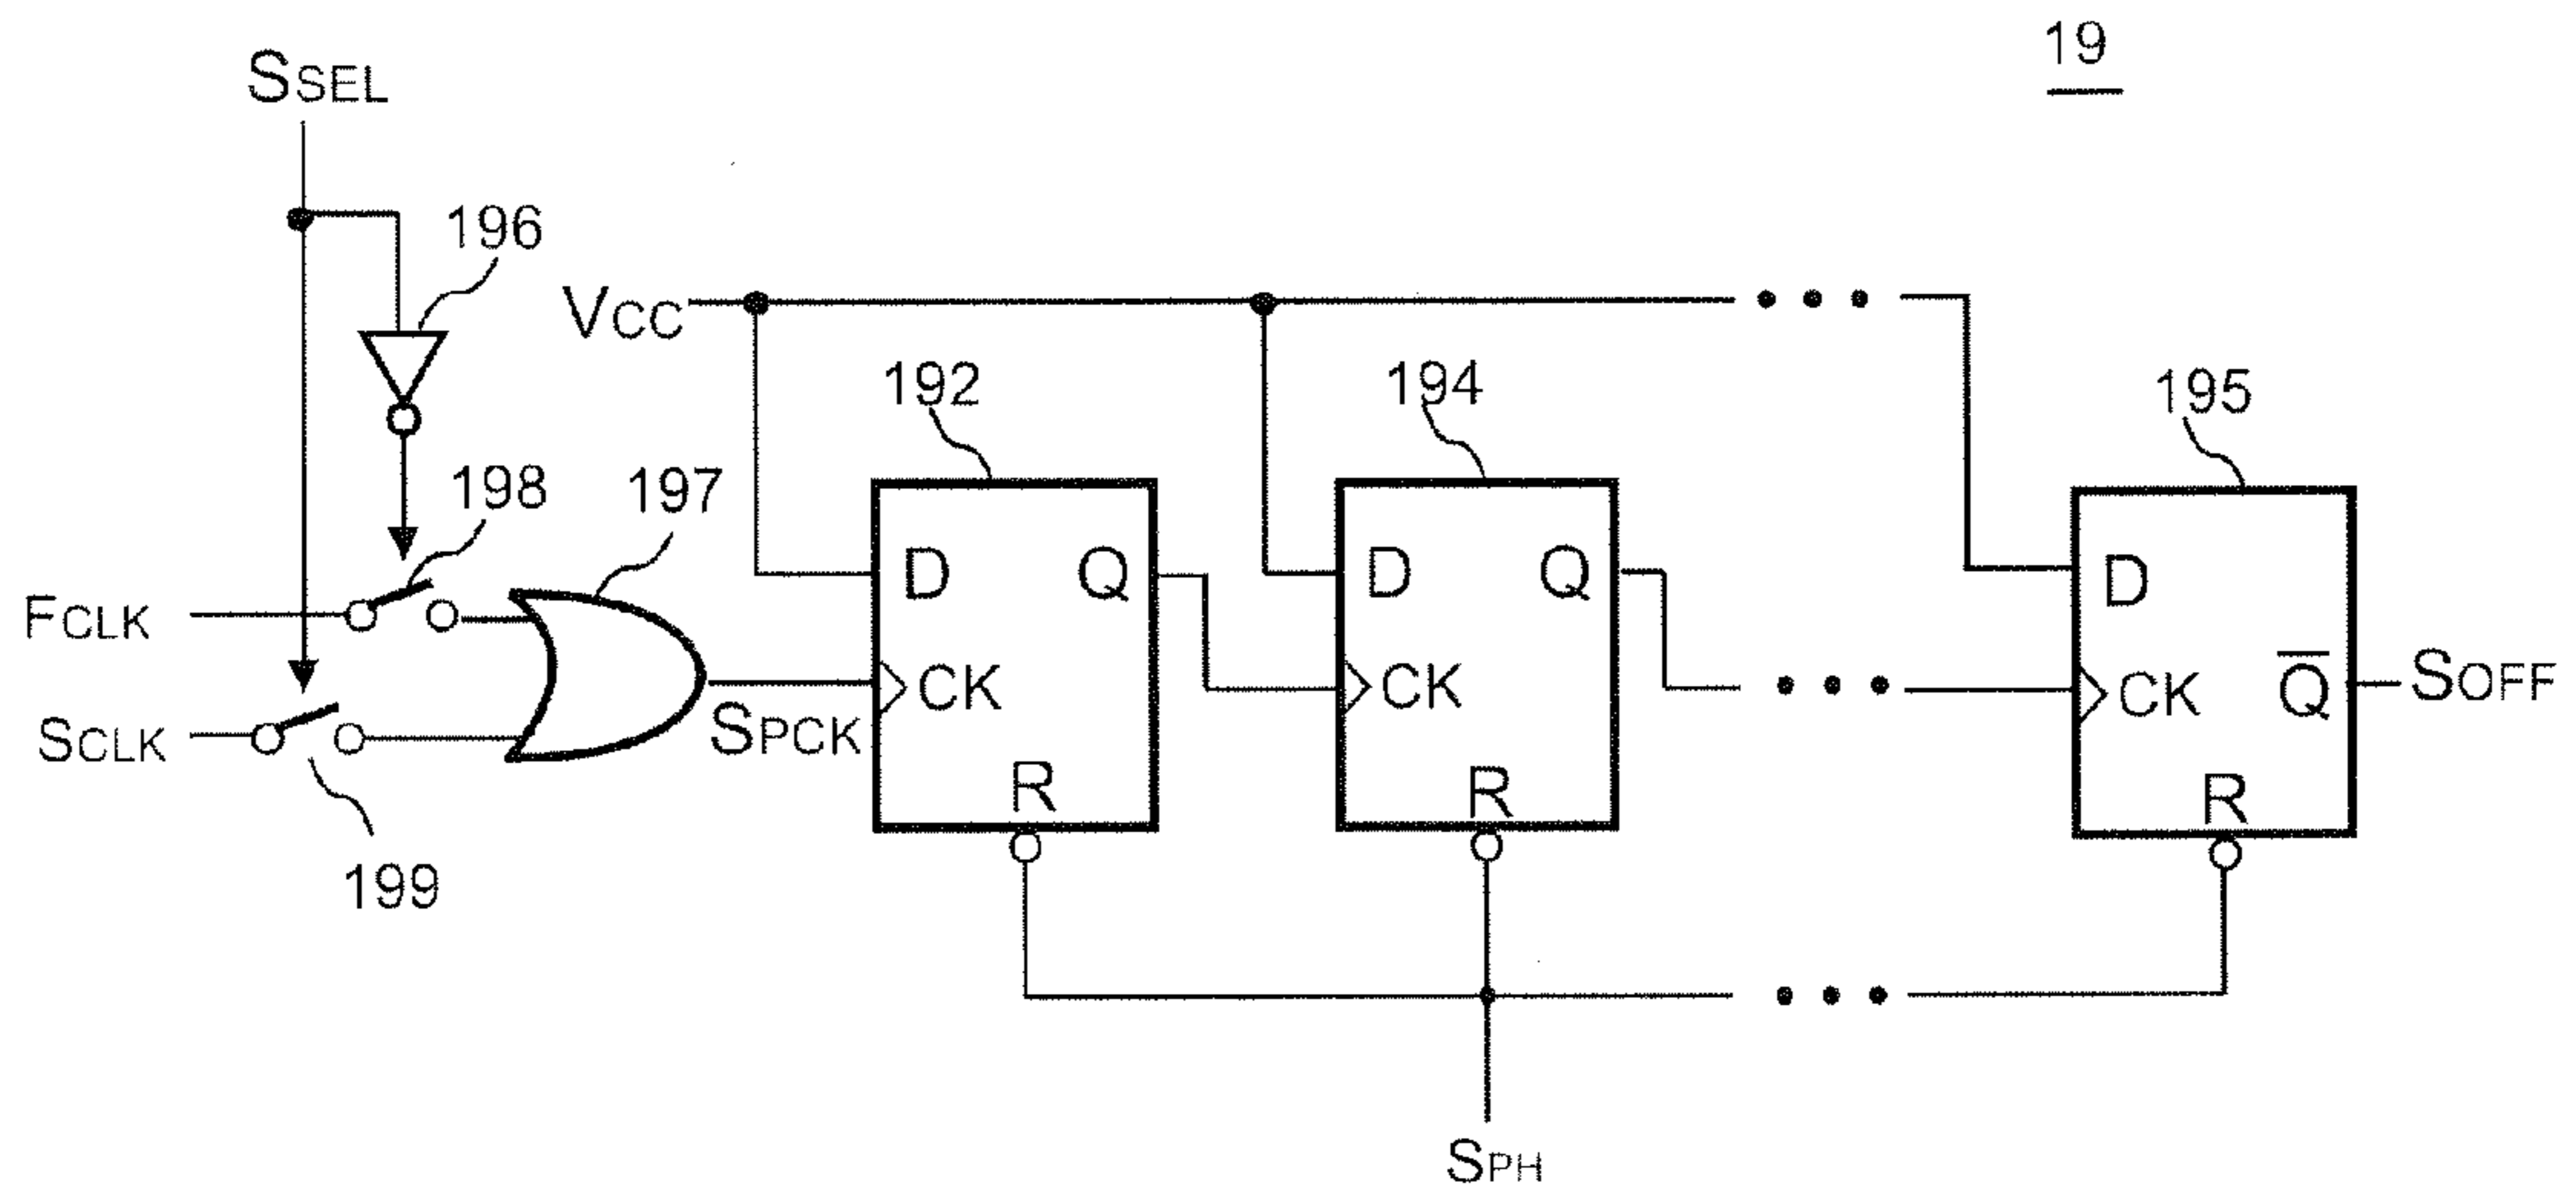 19
SSEL
196
VCC
192
194
195
198
197
D
Q
D
Q
D
FCLK
CK
CK
CK
Q̅
SOFF
SCLK
SPCK
R
R
R
199
SPH